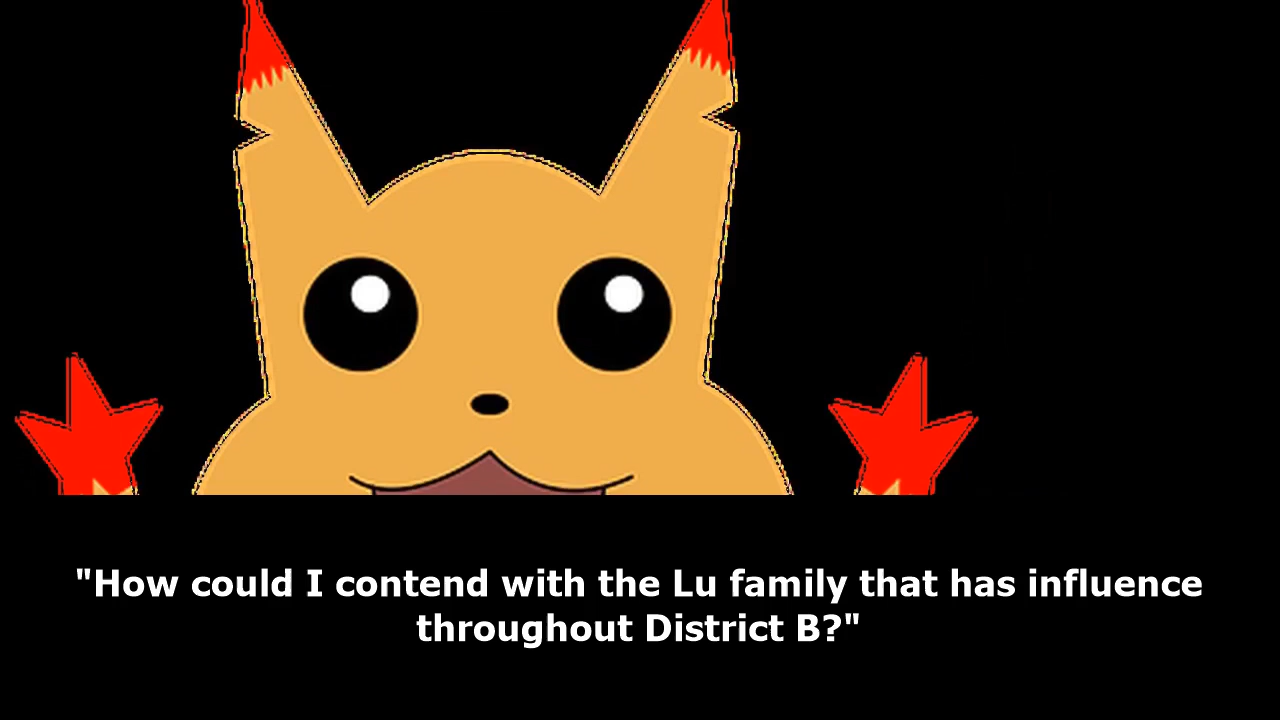 "How could I contend with the Lu family that has influence
throughout District B?"